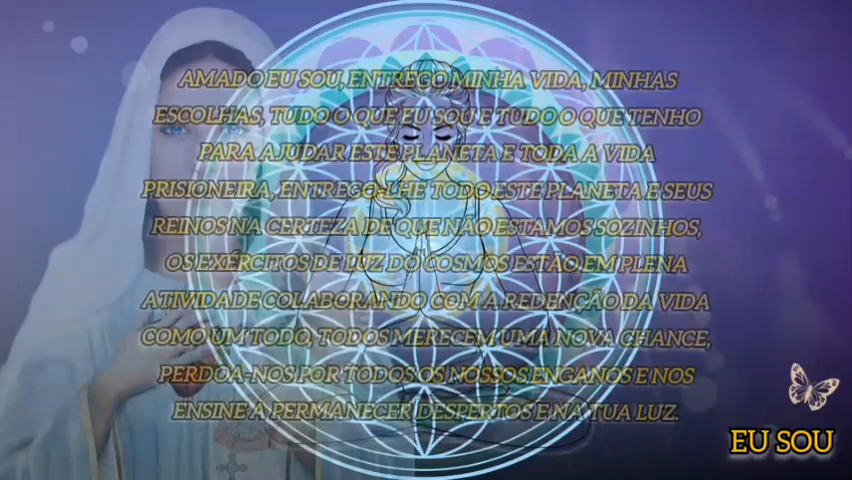 AMADO EU SOU, ENTREGO MINHA VIDA, MINHAS
ESCOLHAS, TUDO O QUE EU SOU E TUDO O QUE TENHO
PARA AJUDAR ESTE PLANETA E TODA A VIDA
PRISIONEIRA, ENTREGO-LHE TODO ESTE PLANETA E SEUS
REINOS NA CERTEZA DE QUE NÃO ESTAMOS SOZINHOS,
OS EXÉRCITOS DE LUZ DO COSMOS ESTÃO EM PLENA
ATIVIDADE COLABORANDO COM A REDENÇÃO DA VIDA
COMO UM TODO, TODOS MERECEM UMA NOVA CHANCE,
PERDOA-NOS POR TODOS OS NOSSOS ENGANOS E NOS
ENSINE A PERMANECER DESPERTOS E NA TUA LUZ.
EU SOU